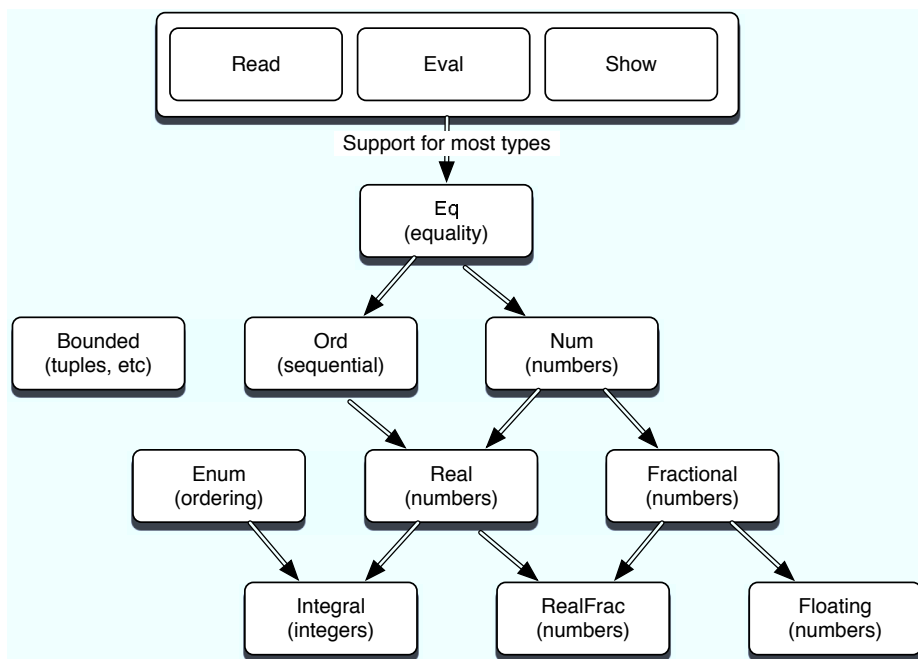 Read
Eval
Show
Support for most types
Eq
(equality)
Bounded
(tuples, etc)
Ord
(sequential)
Num
(numbers)
Enum
(ordering)
Real
(numbers)
Fractional
(numbers)
Integral
(integers)
RealFrac
(numbers)
Floating
(numbers)